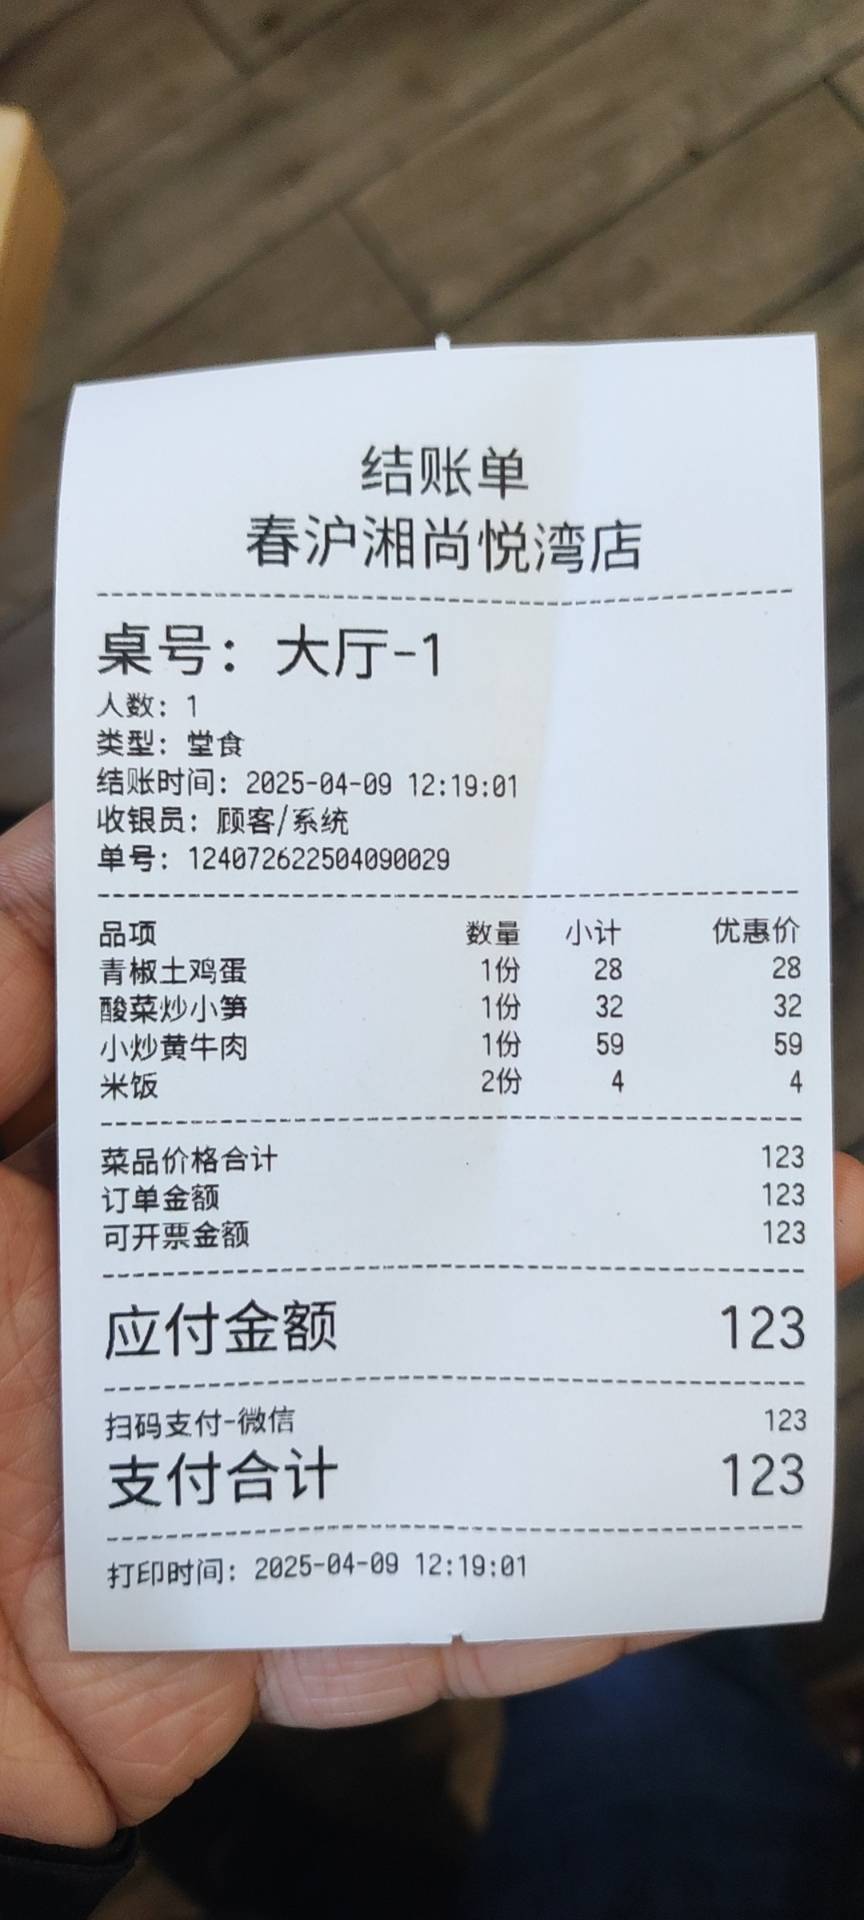 结账单
春沪湘尚悦湾店
桌号：大厅-1
人数：1
类型：堂食
结账时间：2025-04-09 12:19:01
收银员：顾客/系统
单号：124072622504090029
品项 数量 小计 优惠价
青椒土鸡蛋 1份 28 28
酸菜炒小笋 1份 32 32
小炒黄牛肉 1份 59 59
米饭 2份 4 4
菜品价格合计 123
订单金额 123
可开票金额 123
应付金额 123
扫码支付-微信 123
支付合计 123
打印时间：2025-04-09 12:19:01